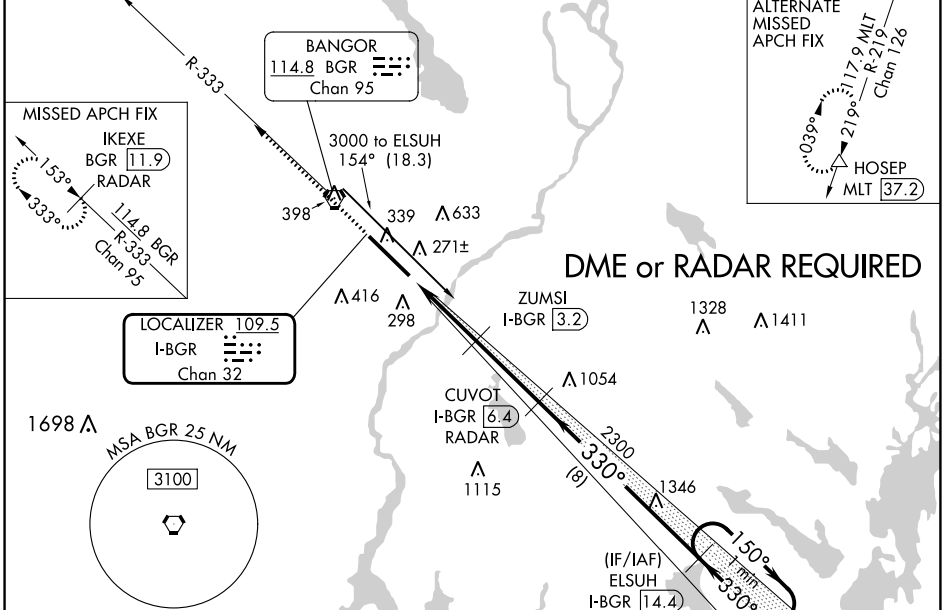 ALTERNATE
MISSED
APCH FIX
117.9 MLT
R-219
Chan 126
039°
219°
HOSEP
MLT 37.2
R-333
BANGOR
114.8 BGR
Chan 95
MISSED APCH FIX
IKEXE
BGR 11.9
RADAR
153°
333°
114.8 BGR
R-333
Chan 95
3000 to ELSUH
154° (18.3)
398
339
633
271±
416
298
DME or RADAR REQUIRED
LOCALIZER 109.5
I-BGR
Chan 32
ZUMSI
I-BGR 3.2
1328
1411
1054
CUVOT
I-BGR 6.4
RADAR
1698
MSA BGR 25 NM
3100
1115
2300
330°
(8)
1346
(IF/IAF)
ELSUH
I-BGR 14.4
150°
1 min
330°